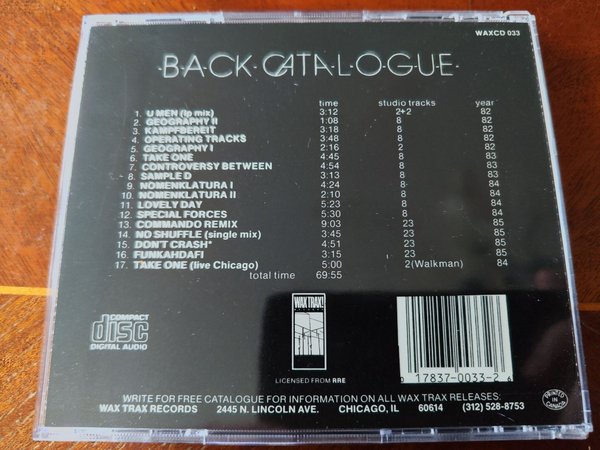 WAXCD 033
·B·A·C·K· CATA·L·O·G·U·E·
time studio tracks year
1. U MEN (lp mix) 3:12 2+2 82
2. GEOGRAPHY II 1:08 8 82
3. KAMPFBEREIT 3:18 8 82
4. OPERATING TRACKS 3:48 8 82
5. GEOGRAPHY I 2:16 2 82
6. TAKE ONE 4:45 8 83
7. CONTROVERSY BETWEEN 4:54 8 83
8. SAMPLE D 3:13 8 83
9. NOMENKLATURA I 4:24 8 84
10. NOMENKLATURA II 2:10 8 84
11. LOVELY DAY 5:23 8 84
12. SPECIAL FORCES 5:30 8 84
13. COMMANDO REMIX 9:03 23 85
14. NO SHUFFLE (single mix) 3:45 23 85
15. DON'T CRASH' 4:51 23 85
16. FUNKAHDAFI 3:15 23 85
17. TAKE ONE (live Chicago) 5:00 2(Walkman) 84
total time 69:55
COMPACT
disc
DIGITAL AUDIO
WAX TRAX!
RECORDS
LICENSED FROM RRE
0 17837-0033-2 6
PRINTED IN CANADA
WRITE FOR FREE CATALOGUE FOR INFORMATION ON ALL WAX TRAX RELEASES:
WAX TRAX RECORDS 2445 N. LINCOLN AVE. CHICAGO, IL 60614 (312) 528-8753